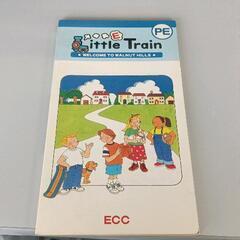 PE
Little Train
WELCOME TO WALNUT HILLS
ECC